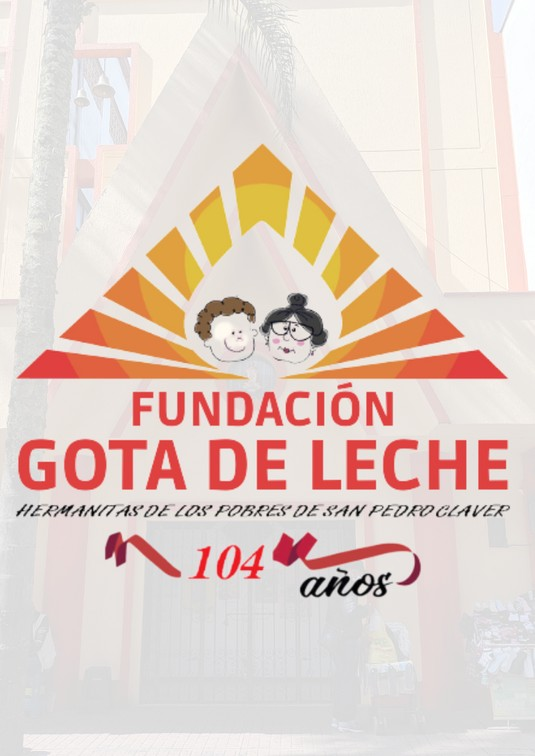 FUNDACIÓN
GOTA DE LECHE
HERMANITAS DE LOS POBRES DE SAN PEDRO CLAVER
104
años